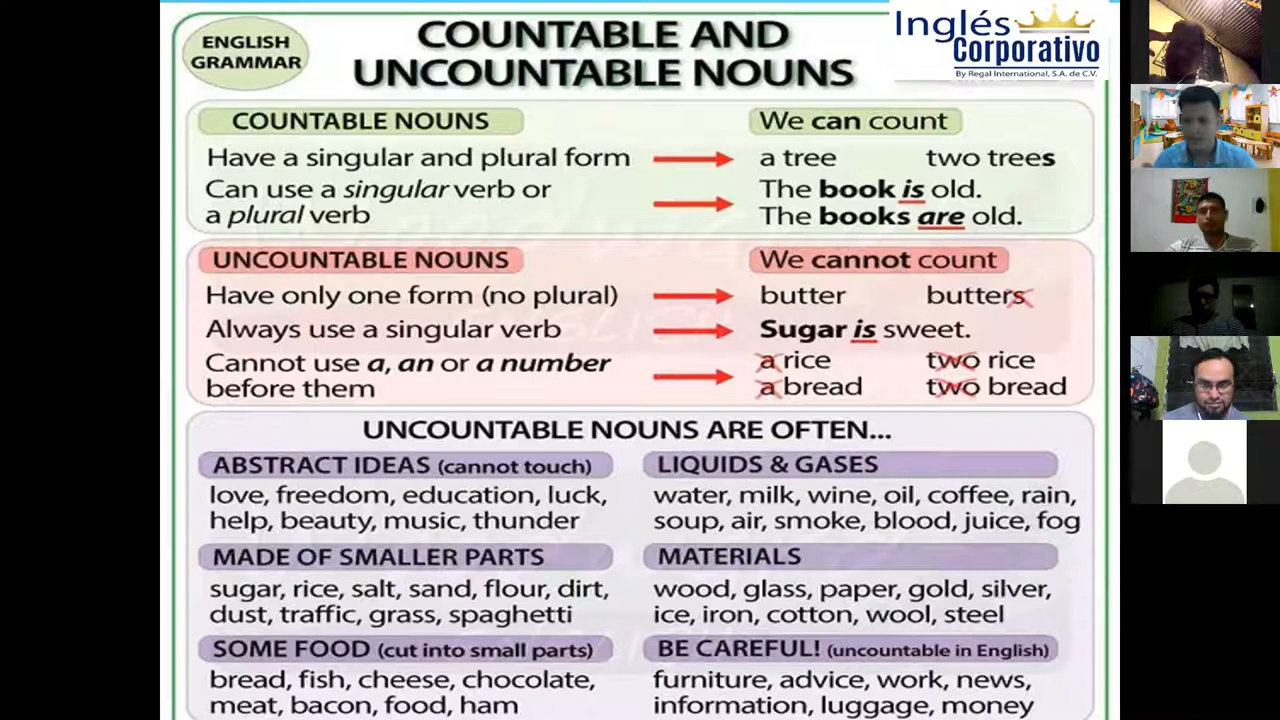 ENGLISH
GRAMMAR
COUNTABLE AND
UNCOUNTABLE NOUNS
Inglés
Corporativo
By Regal International, S.A. de C.V.
COUNTABLE NOUNS
We can count
Have a singular and plural form
a tree two trees
Can use a singular verb or
a plural verb
The book is old.
The books are old.
UNCOUNTABLE NOUNS
We cannot count
Have only one form (no plural)
butter butters
Always use a singular verb
Sugar is sweet.
Cannot use a, an or a number
before them
a rice two rice
a bread two bread
UNCOUNTABLE NOUNS ARE OFTEN...
ABSTRACT IDEAS (cannot touch)
love, freedom, education, luck,
help, beauty, music, thunder
LIQUIDS & GASES
water, milk, wine, oil, coffee, rain,
soup, air, smoke, blood, juice, fog
MADE OF SMALLER PARTS
sugar, rice, salt, sand, flour, dirt,
dust, traffic, grass, spaghetti
MATERIALS
wood, glass, paper, gold, silver,
ice, iron, cotton, wool, steel
SOME FOOD (cut into small parts)
bread, fish, cheese, chocolate,
meat, bacon, food, ham
BE CAREFUL! (uncountable in English)
furniture, advice, work, news,
information, luggage, money